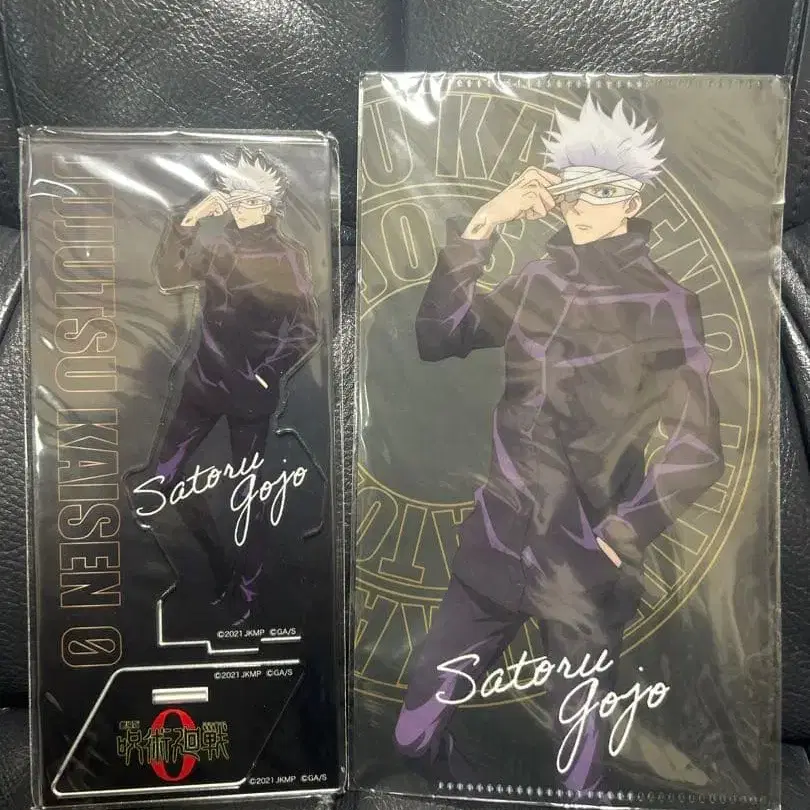 JUJUTSU KAISEN 0
Satoru
Gojo
©2021 JKMP ©GA/S
©2021 JKMP ©GA/S
劇場版
呪術廻戦
0
©2021 JKMP ©GA/S
Satoru
Gojo